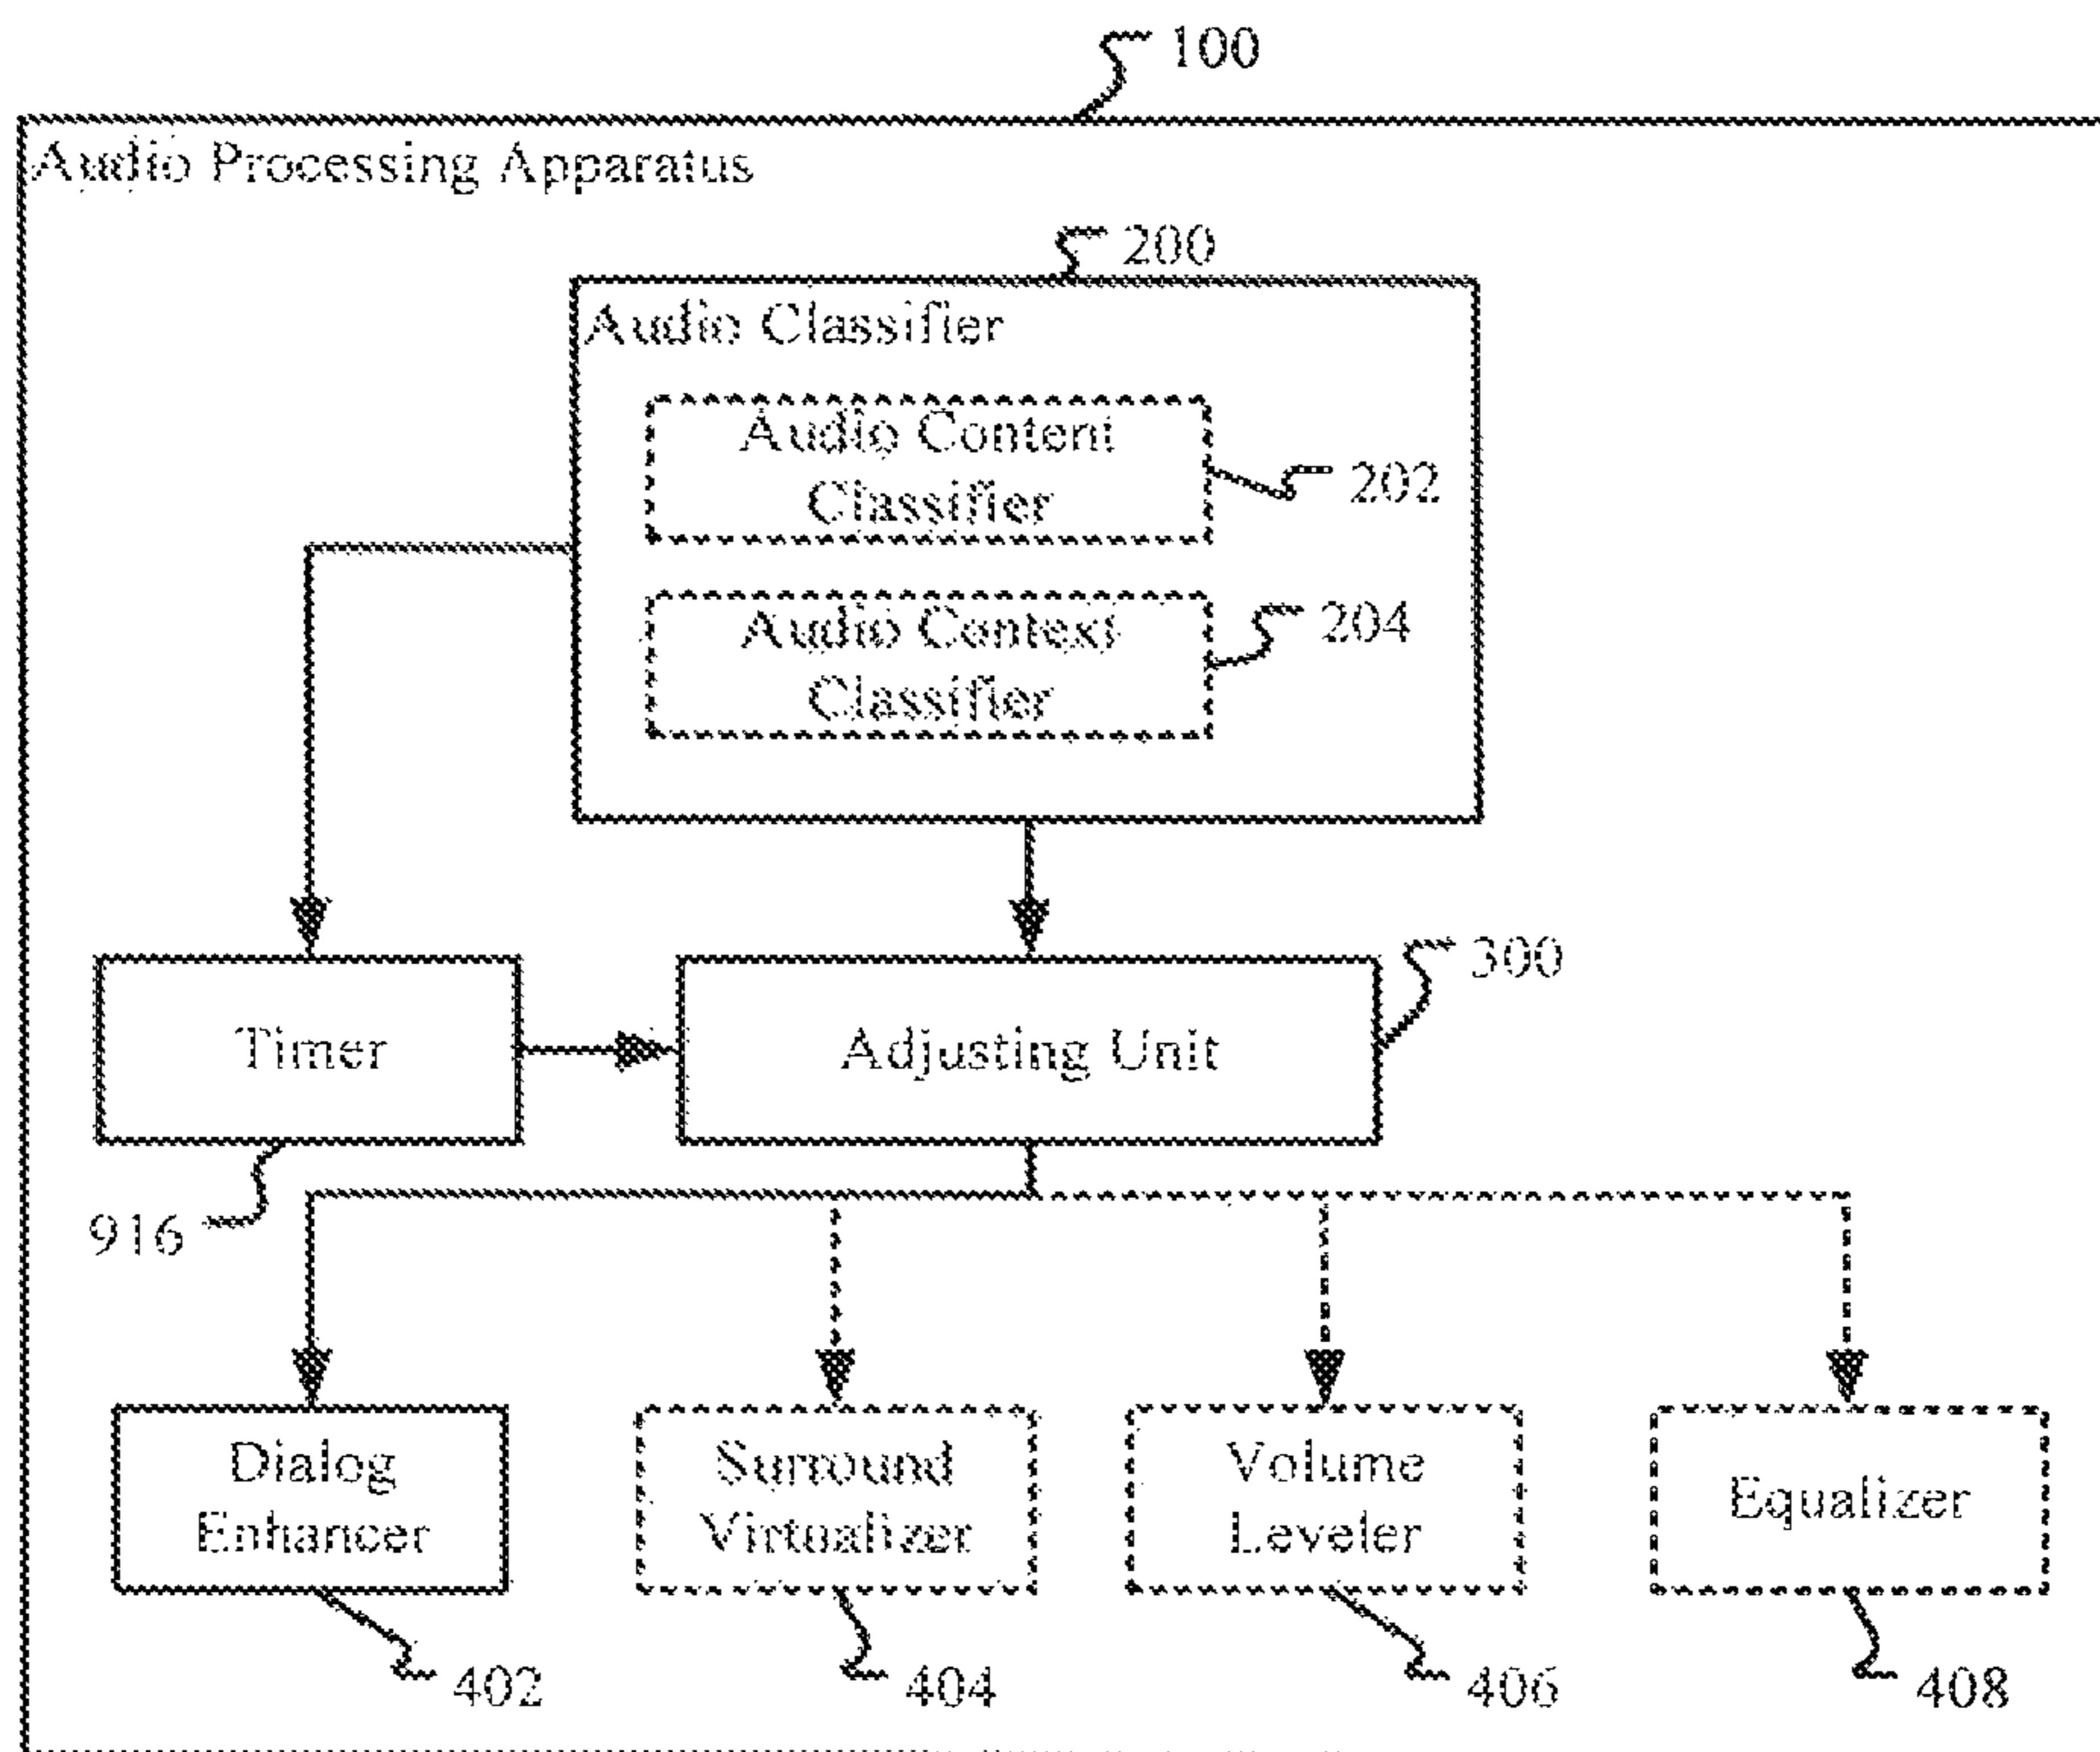 100
Audio Processing Apparatus
200
Audio Classifier
Audio Content
Classifier
202
Audio Context
Classifier
204
300
Timer
Adjusting Unit
916
Dialog
Enhancer
Surround
Virtualizer
Volume
Leveler
Equalizer
402
404
406
408